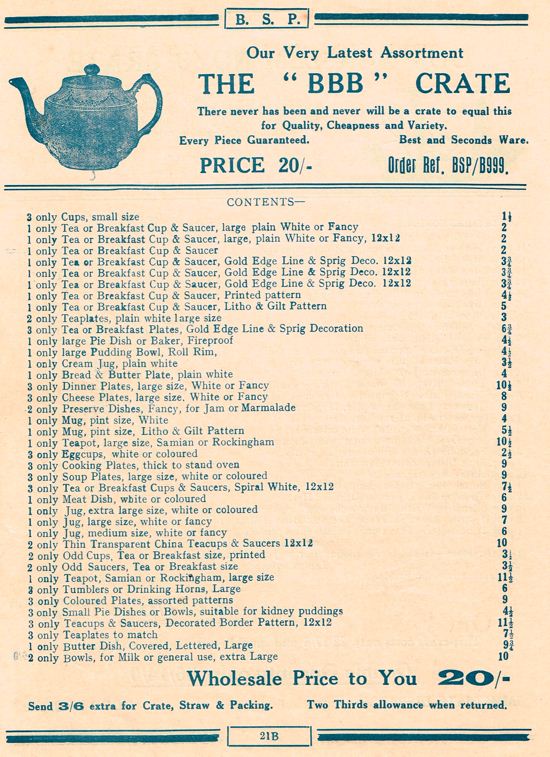 B. S. P.
Our Very Latest Assortment
THE "BBB" CRATE
There never has been and never will be a crate to equal this
for Quality, Cheapness and Variety.
Every Piece Guaranteed. Best and Seconds Ware.
PRICE 20/- Order Ref. BSP/B999.
CONTENTS—
3 only Cups, small size 1½
1 only Tea or Breakfast Cup & Saucer, large plain White or Fancy 2
1 only Tea or Breakfast Cup & Saucer, large, plain White or Fancy, 12x12 2
1 only Tea or Breakfast Cup & Saucer 2
1 only Tea or Breakfast Cup & Saucer, Gold Edge Line & Sprig Deco. 12x12 3¾
1 only Tea or Breakfast Cup & Saucer, Gold Edge Line & Sprig Deco. 12x12 3¾
1 only Tea or Breakfast Cup & Saucer, Gold Edge Line & Sprig Deco. 12x12 3¾
1 only Tea or Breakfast Cup & Saucer, Printed pattern 4½
1 only Tea or Breakfast Cup & Saucer, Litho & Gilt Pattern 5
2 only Teaplates, plain white large size 3
3 only Tea or Breakfast Plates, Gold Edge Line & Sprig Decoration 6¾
1 only large Pie Dish or Baker, Fireproof 4½
1 only large Pudding Bowl, Roll Rim, 4½
1 only Cream Jug, plain white 3½
1 only Bread & Butter Plate, plain white 4
3 only Dinner Plates, large size, White or Fancy 10½
3 only Cheese Plates, large size. White or Fancy 8
2 only Preserve Dishes, Fancy, for Jam or Marmalade 9
1 only Mug, pint size, White 4
1 only Mug, pint size, Litho & Gilt Pattern 5½
1 only Teapot, large size, Samian or Rockingham 10½
3 only Eggcups, white or coloured 2½
3 only Cooking Plates, thick to stand oven 9
3 only Soup Plates, large size, white or coloured 9
3 only Tea or Breakfast Cups & Saucers, Spiral White, 12x12 7½
1 only Meat Dish, white or coloured 6
1 only Jug, extra large size, white or coloured 9
1 only Jug, large size, white or fancy 7
1 only Jug, medium size, white or fancy 6
2 only Thin Transparent China Teacups & Saucers 12x12 10
2 only Odd Cups, Tea or Breakfast size, printed
2 only Odd Saucers, Tea or Breakfast size 3½
1 only Teapot, Samian or Rockingham, large size 11½
3 only Tumblers or Drinking Horns, Large 6
3 only Coloured Plates, assorted patterns 9
3 only Small Pie Dishes or Bowls, suitable for kidney puddings 4½
3 only Teacups & Saucers, Decorated Border Pattern, 12x12 11½
3 only Teaplates to match 7½
1 only Butter Dish, Covered, Lettered, Large 9¾
2 only Bowls, for Milk or general use, extra Large 10
Wholesale Price to You 20/-
Send 3/6 extra for Crate, Straw & Packing. Two Thirds allowance when returned.
21B